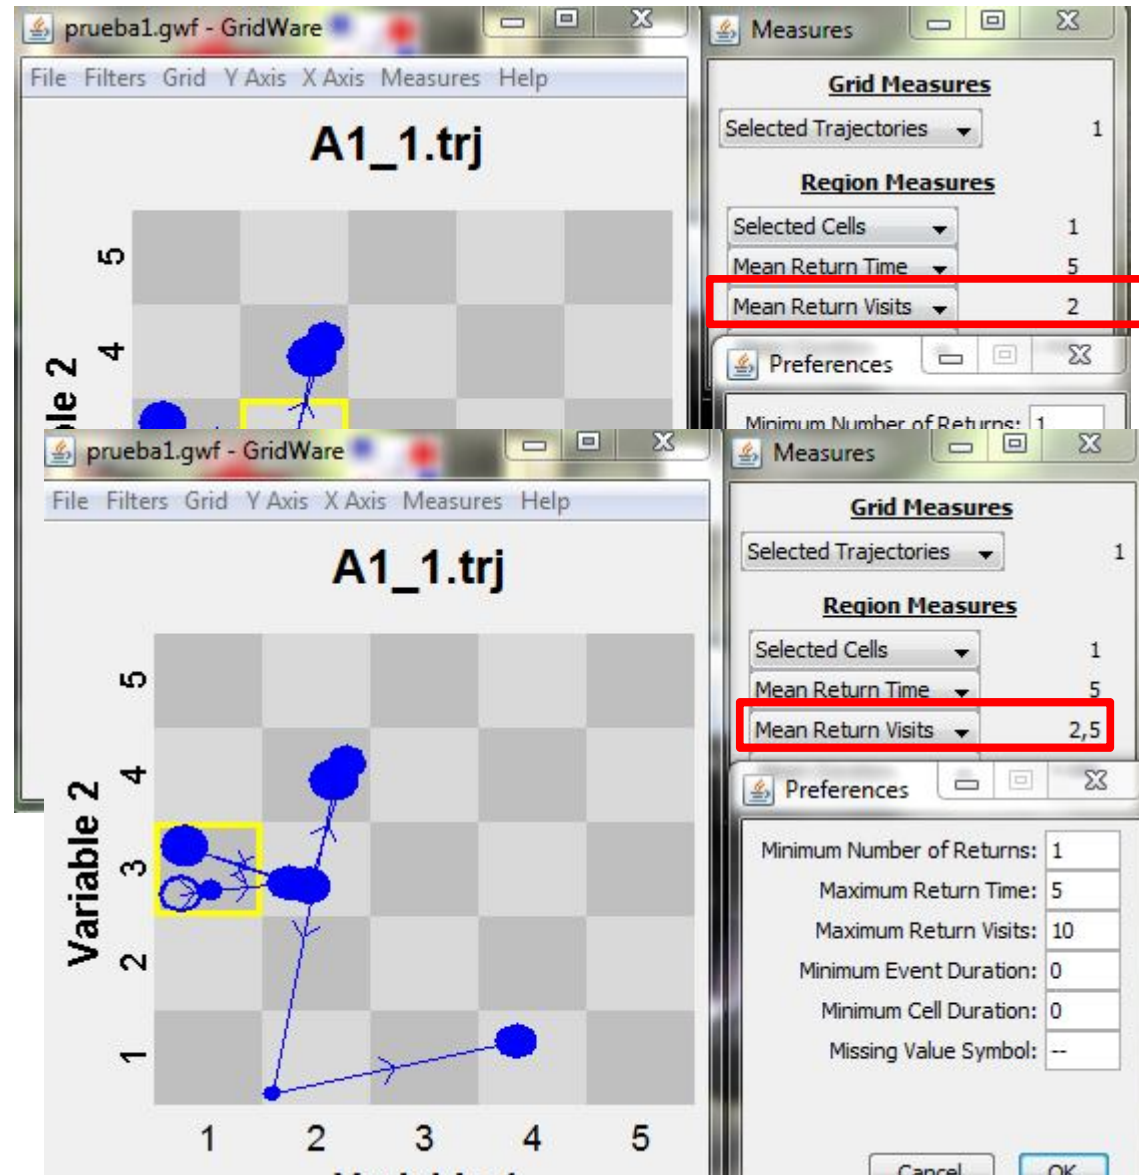 prueba1.gwf - GridWare
File Filters Grid Y Axis X Axis Measures Help
A1_1.trj
5
4
Measures
Grid Measures
Selected Trajectories 1
Region Measures
Selected Cells 1
Mean Return Time 5
Mean Return Visits 2
Preferences
Minimum Number of Returns: 1
prueba1.gwf - GridWare
File Filters Grid Y Axis X Axis Measures Help
A1_1.trj
Variable 2
5
4
3
2
1
1 2 3 4 5
Measures
Grid Measures
Selected Trajectories 1
Region Measures
Selected Cells 1
Mean Return Time 5
Mean Return Visits 2,5
Preferences
Minimum Number of Returns: 1
Maximum Return Time: 5
Maximum Return Visits: 10
Minimum Event Duration: 0
Minimum Cell Duration: 0
Missing Value Symbol: --
Cancel OK